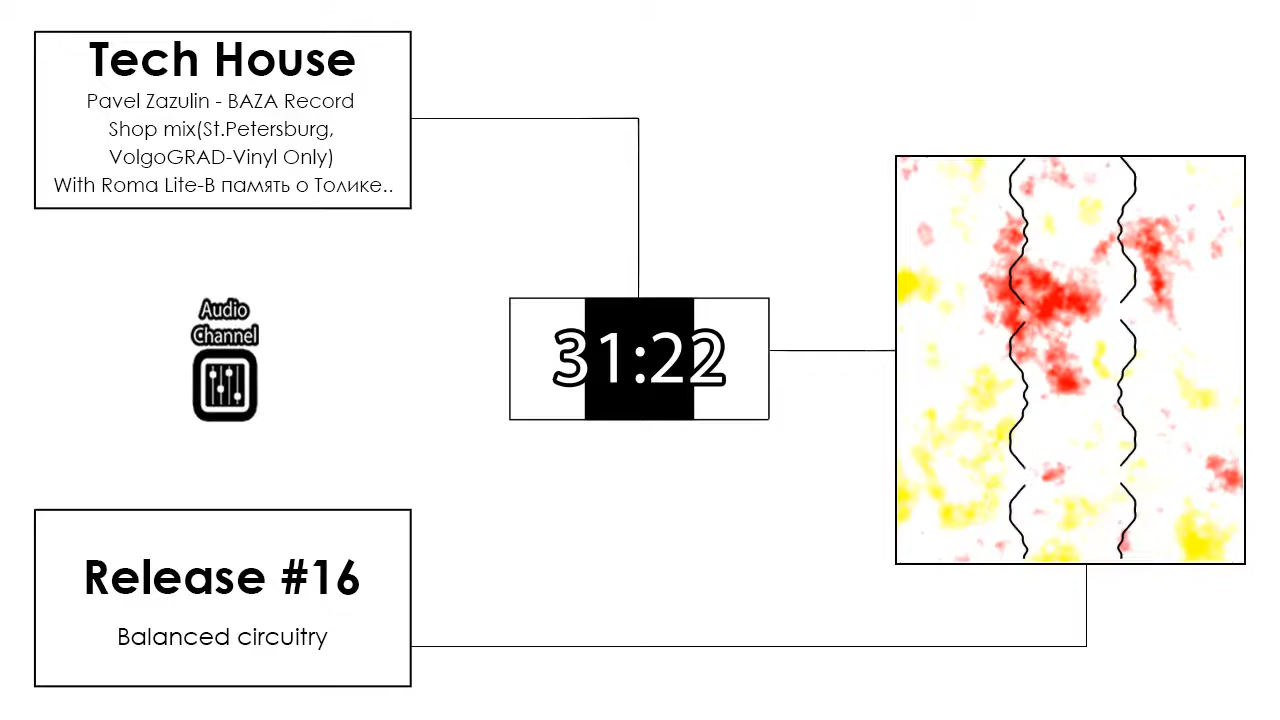 Tech House
Pavel Zazulin - BAZA Record
Shop mix(St.Petersburg,
VolgoGRAD-Vinyl Only)
With Roma Lite-B память о Толике..
Audio
Channel
31:22
Release #16
Balanced circuitry